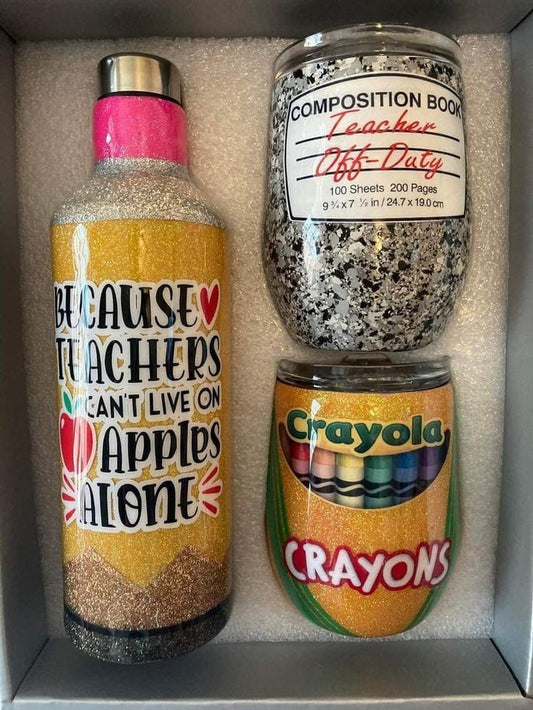 BECAUSE
TEACHERS
CAN'T LIVE ON
APPLES
ALONE
COMPOSITION BOOK
Teacher
Off-Duty
100 Sheets 200 Pages
9 ¾ x 7 ½ in / 24.7 x 19.0 cm
Crayola
CRAYONS